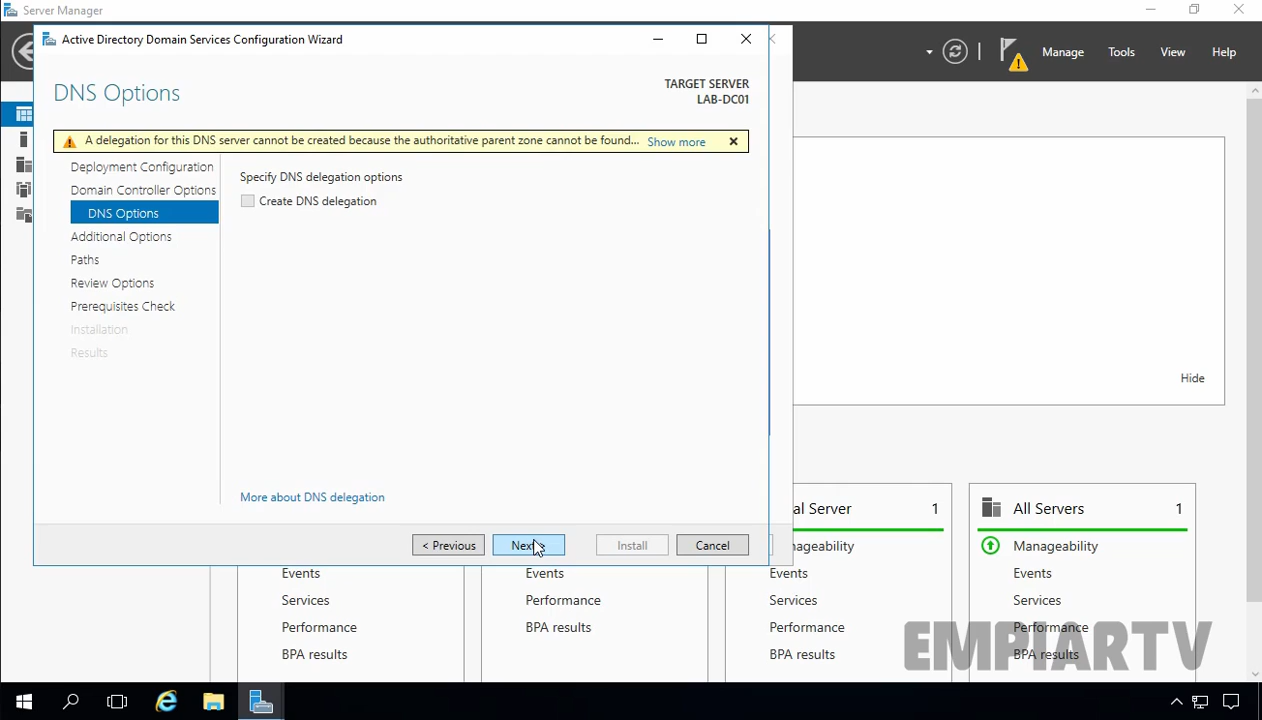 Server Manager
Active Directory Domain Services Configuration Wizard
Manage
Tools
View
Help
DNS Options
TARGET SERVER
LAB-DC01
A delegation for this DNS server cannot be created because the authoritative parent zone cannot be found...
Show more
Deployment Configuration
Domain Controller Options
DNS Options
Additional Options
Paths
Review Options
Prerequisites Check
Installation
Results
Specify DNS delegation options
Create DNS delegation
More about DNS delegation
< Previous
Next >
Install
Cancel
Hide
al Server
1
All Servers
1
nageability
Manageability
Events
Events
Events
Events
Services
Performance
Services
Services
Performance
BPA results
Performance
Performance
BPA results
BPA results
BPA results
EMPIARTV